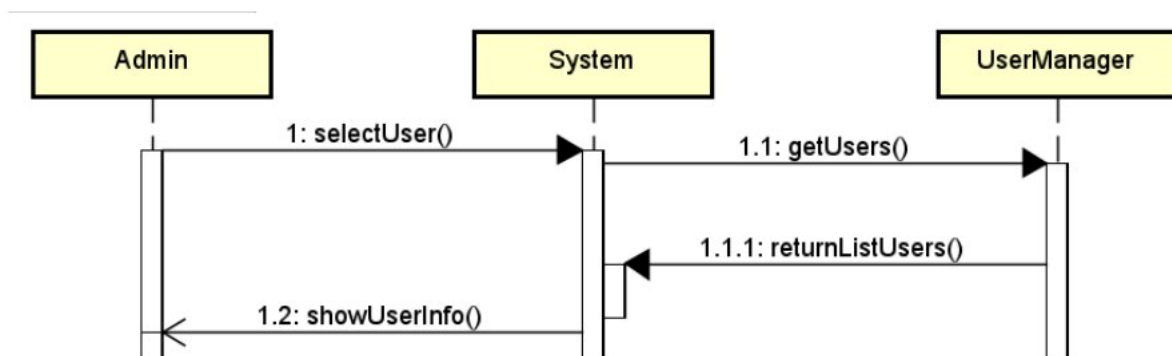 Admin
System
UserManager
1: selectUser()
1.1: getUsers()
1.1.1: returnListUsers()
1.2: showUserInfo()